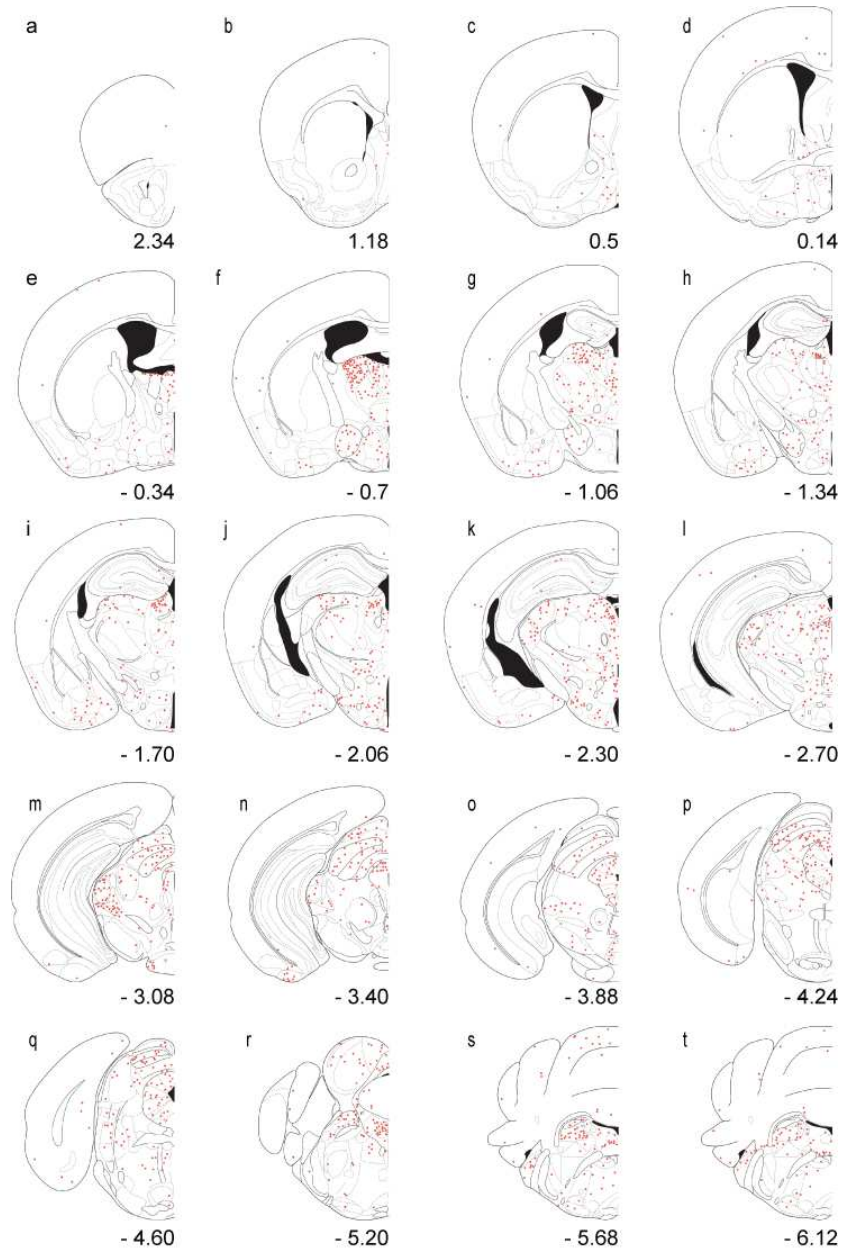 a b c d
2.34 1.18 0.5 0.14
e f g h
- 0.34 - 0.7 - 1.06 - 1.34
i j k l
- 1.70 - 2.06 - 2.30 - 2.70
m n o p
- 3.08 - 3.40 - 3.88 - 4.24
q r s t
- 4.60 - 5.20 - 5.68 - 6.12